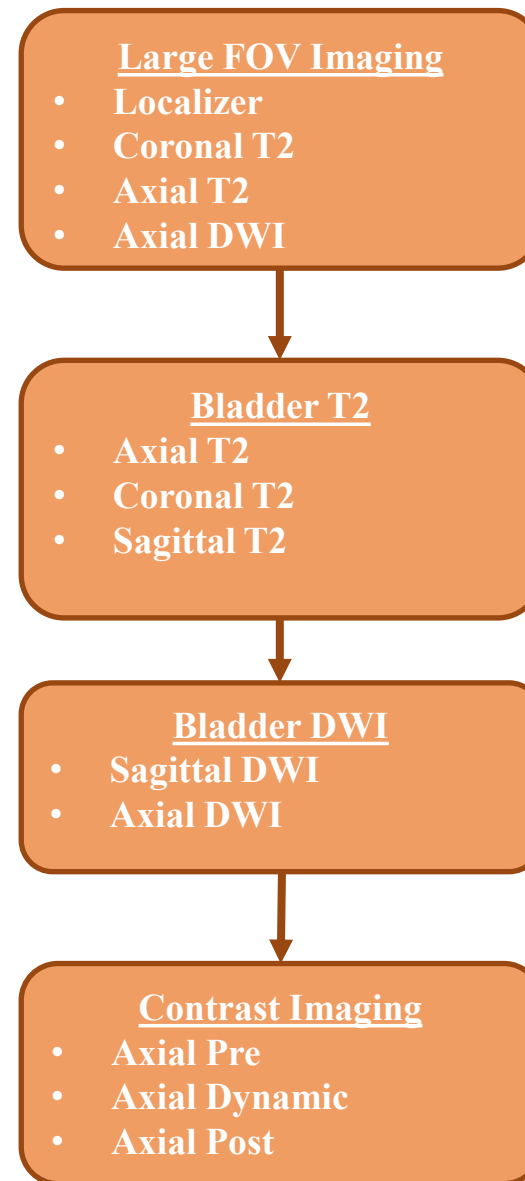 Large FOV Imaging
• Localizer
• Coronal T2
• Axial T2
• Axial DWI
Bladder T2
• Axial T2
• Coronal T2
• Sagittal T2
Bladder DWI
• Sagittal DWI
• Axial DWI
Contrast Imaging
• Axial Pre
• Axial Dynamic
• Axial Post